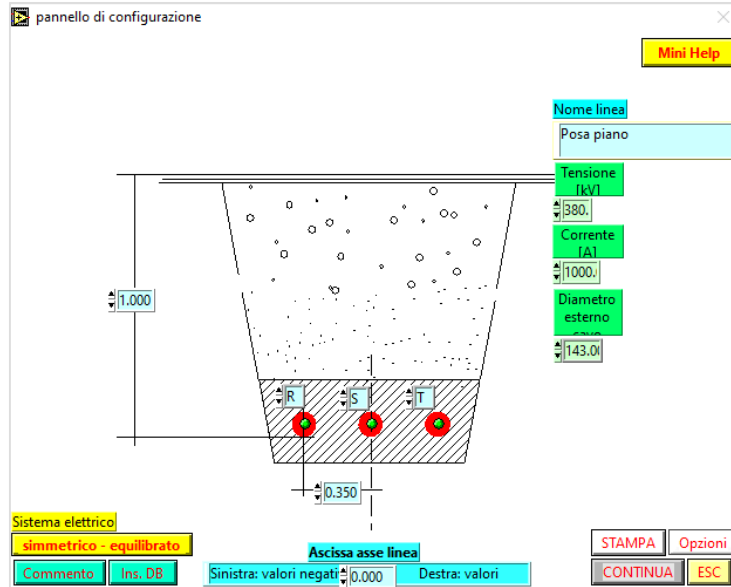 pannello di configurazione
Mini Help
Nome linea
Posa piano
Tensione
[kV]
380.
Corrente
[A]
1000.
Diametro
esterno
cavo
143.0
1.000
R
S
T
0.350
Sistema elettrico
simmetrico - equilibrato
Commento
Ins. DB
Ascissa asse linea
Sinistra: valori negati
0.000
Destra: valori
STAMPA
Opzioni
CONTINUA
ESC